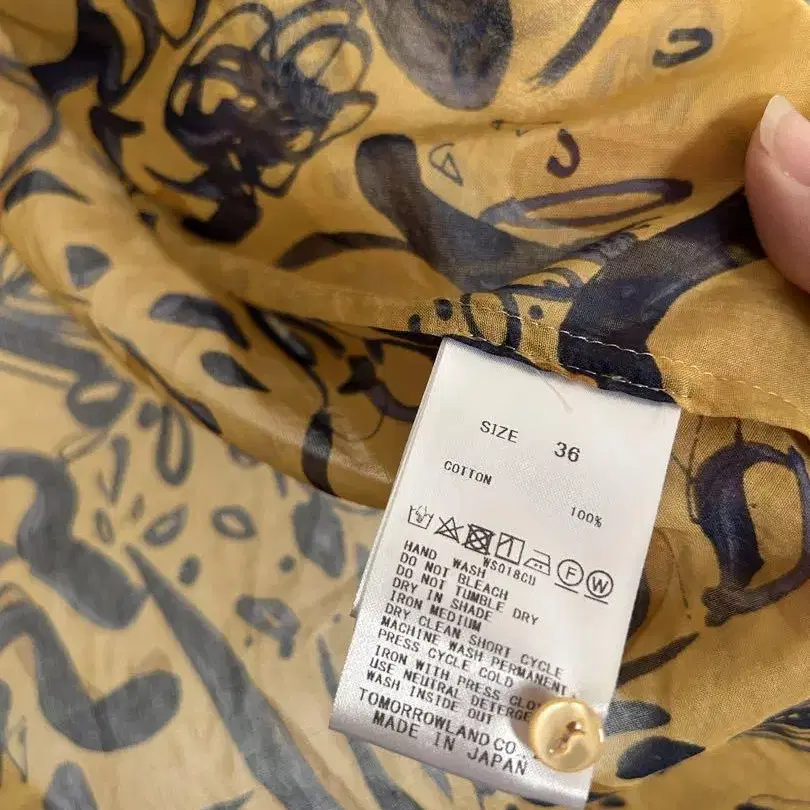 SIZE 36
COTTON 100%
WS018CU
HAND WASH
DO NOT BLEACH
DO NOT TUMBLE DRY
DRY IN SHADE
IRON MEDIUM
DRY CLEAN SHORT CYCLE
MACHINE WASH PERMANENT
PRESS CYCLE COLD
IRON WITH PRESS
USE NEUTRAL
WASH INSIDE OUT
TOMORROWLAND CO.,
MADE IN JAPAN
F W